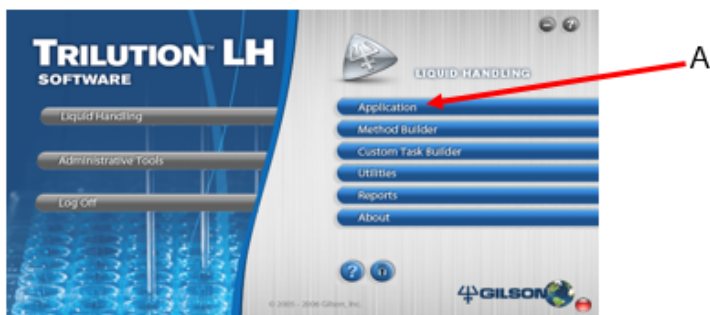 TRILUTION™ LH
SOFTWARE
Liquid Handling
Administrative Tools
Log Off
LIQUID HANDLING
Application
Method Builder
Custom Task Builder
Utilities
Reports
About
© 2005 - 2006 Gilson, Inc.
GILSON
A